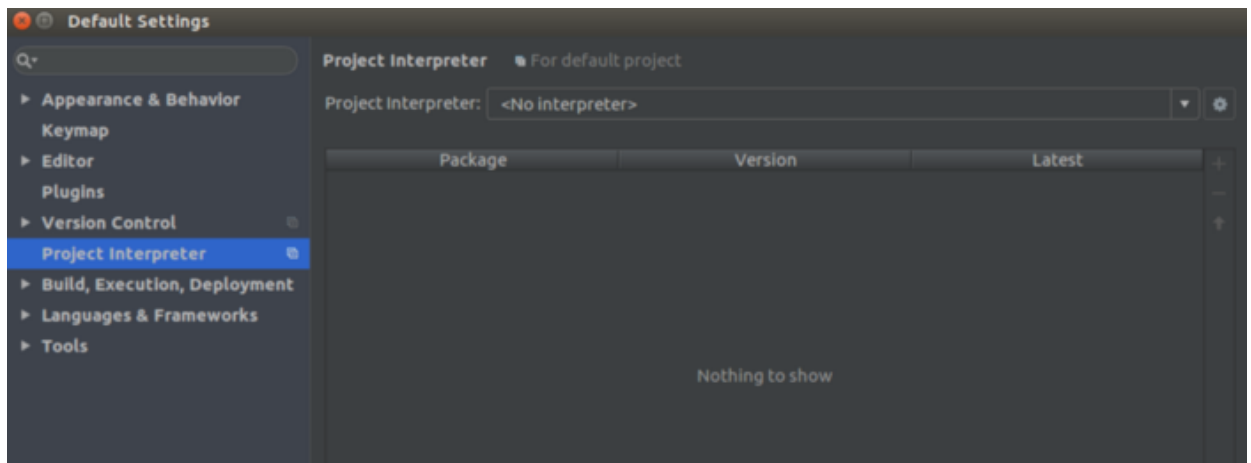 Default Settings
Appearance & Behavior
Keymap
Editor
Plugins
Version Control
Project Interpreter
Build, Execution, Deployment
Languages & Frameworks
Tools
Project Interpreter For default project
Project Interpreter: <No interpreter>
Package Version Latest
Nothing to show